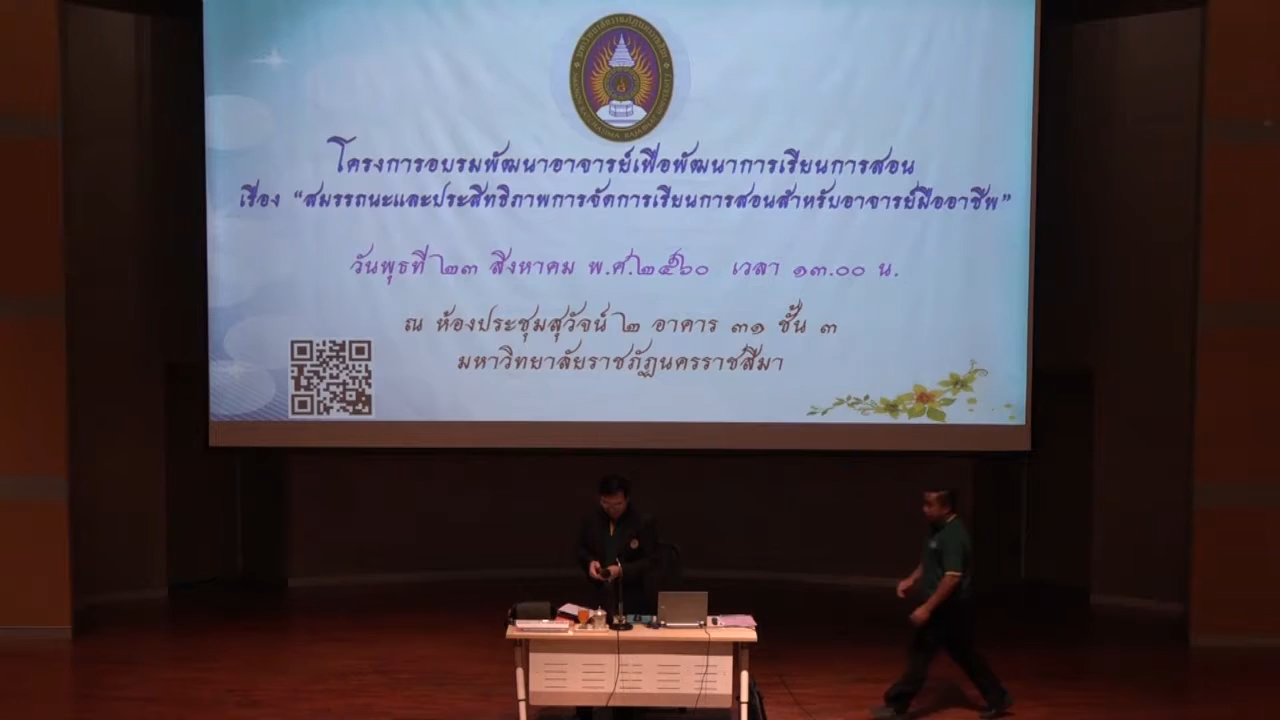 โครงการอบรมพัฒนาอาจารย์เพื่อพัฒนาการเรียนการสอน
เรื่อง “สมรรถนะและประสิทธิภาพการจัดการเรียนการสอนสำหรับอาจารย์มืออาชีพ”
วันพุธที่ ๒๓ สิงหาคม พ.ศ.๒๕๖๐ เวลา ๑๓.๐๐ น.
ณ ห้องประชุมสุวัจน์ ๒ อาคาร ๓๑ ชั้น ๓
มหาวิทยาลัยราชภัฏนครราชสีมา